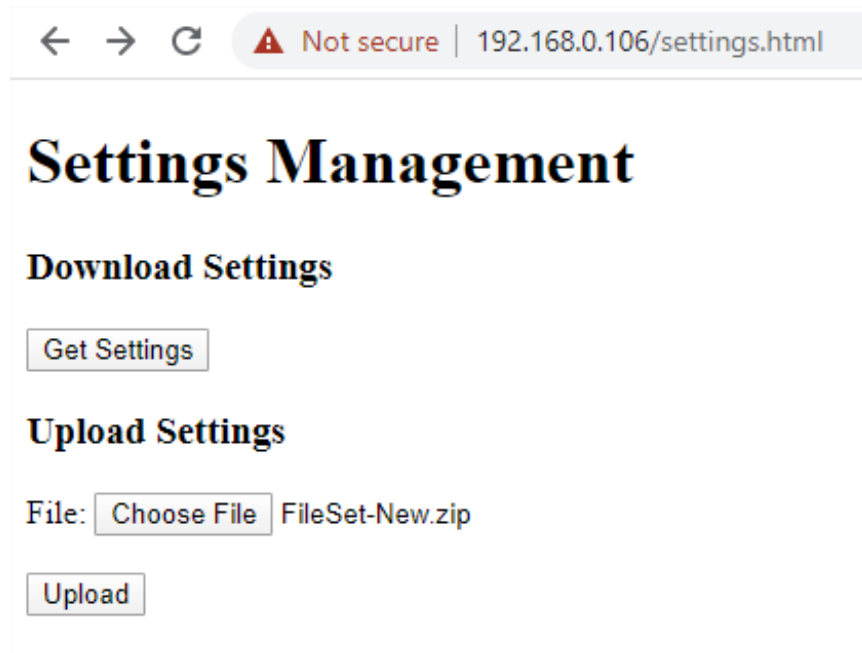 Not secure | 192.168.0.106/settings.html
Settings Management
Download Settings
Get Settings
Upload Settings
File: Choose File FileSet-New.zip
Upload